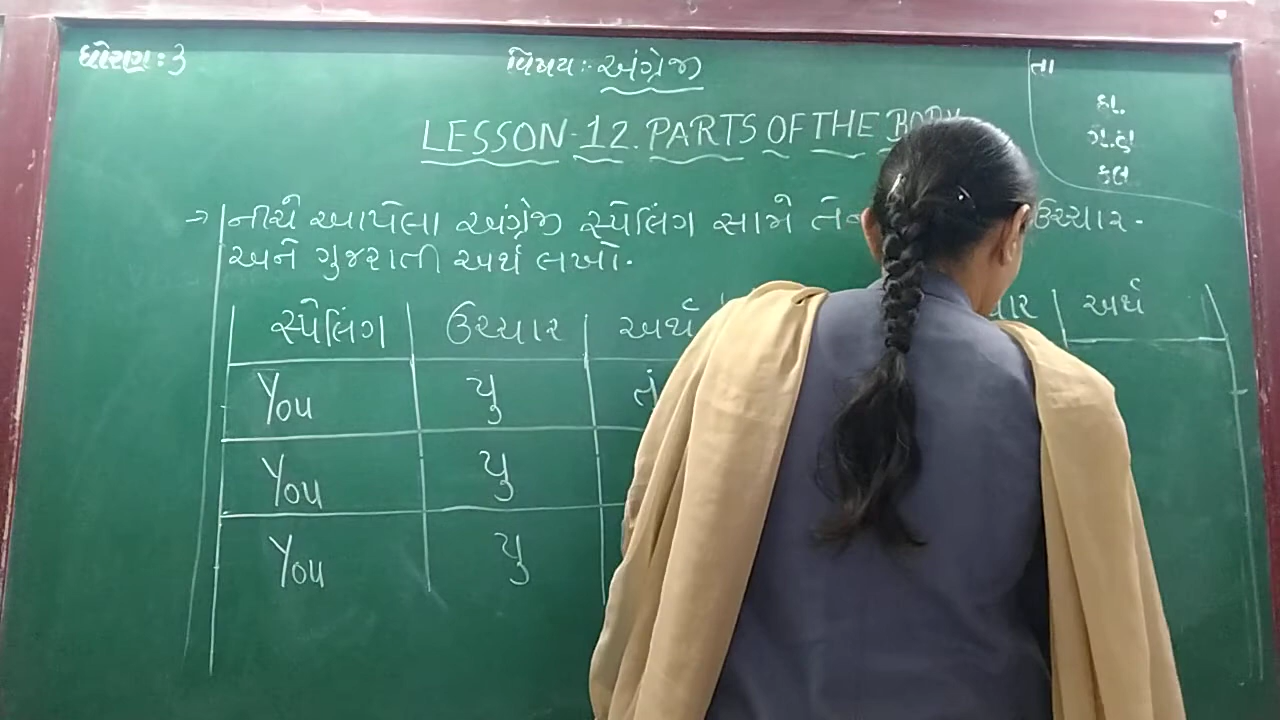 ધોરણ : 3
વિષય :- અંગ્રેજી
તા
હા.
ગે.હા
કુલ
LESSON-12. PARTS OF THE BODY
→ નીચે આપેલા અંગ્રેજી સ્પેલિંગ સામે ઉચ્ચાર-
અને ગુજરાતી અર્થ લખો.
સ્પેલિંગ ઉચ્ચાર અર્થ અર્થ
You યુ
You યુ
You યુ